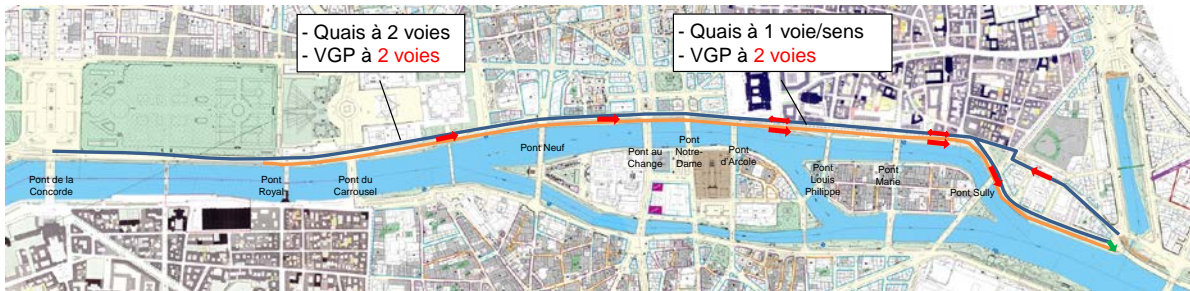 - Quais à 2 voies
- VGP à 2 voies
- Quais à 1 voie/sens
- VGP à 2 voies
Pont de la
Concorde
Pont
Royal
Pont du
Carrousel
Pont Neuf
Pont au
Change
Pont
Notre-
Dame
Pont
d'Arcole
Pont
Louis
Philippe
Pont
Marie
Pont Sully